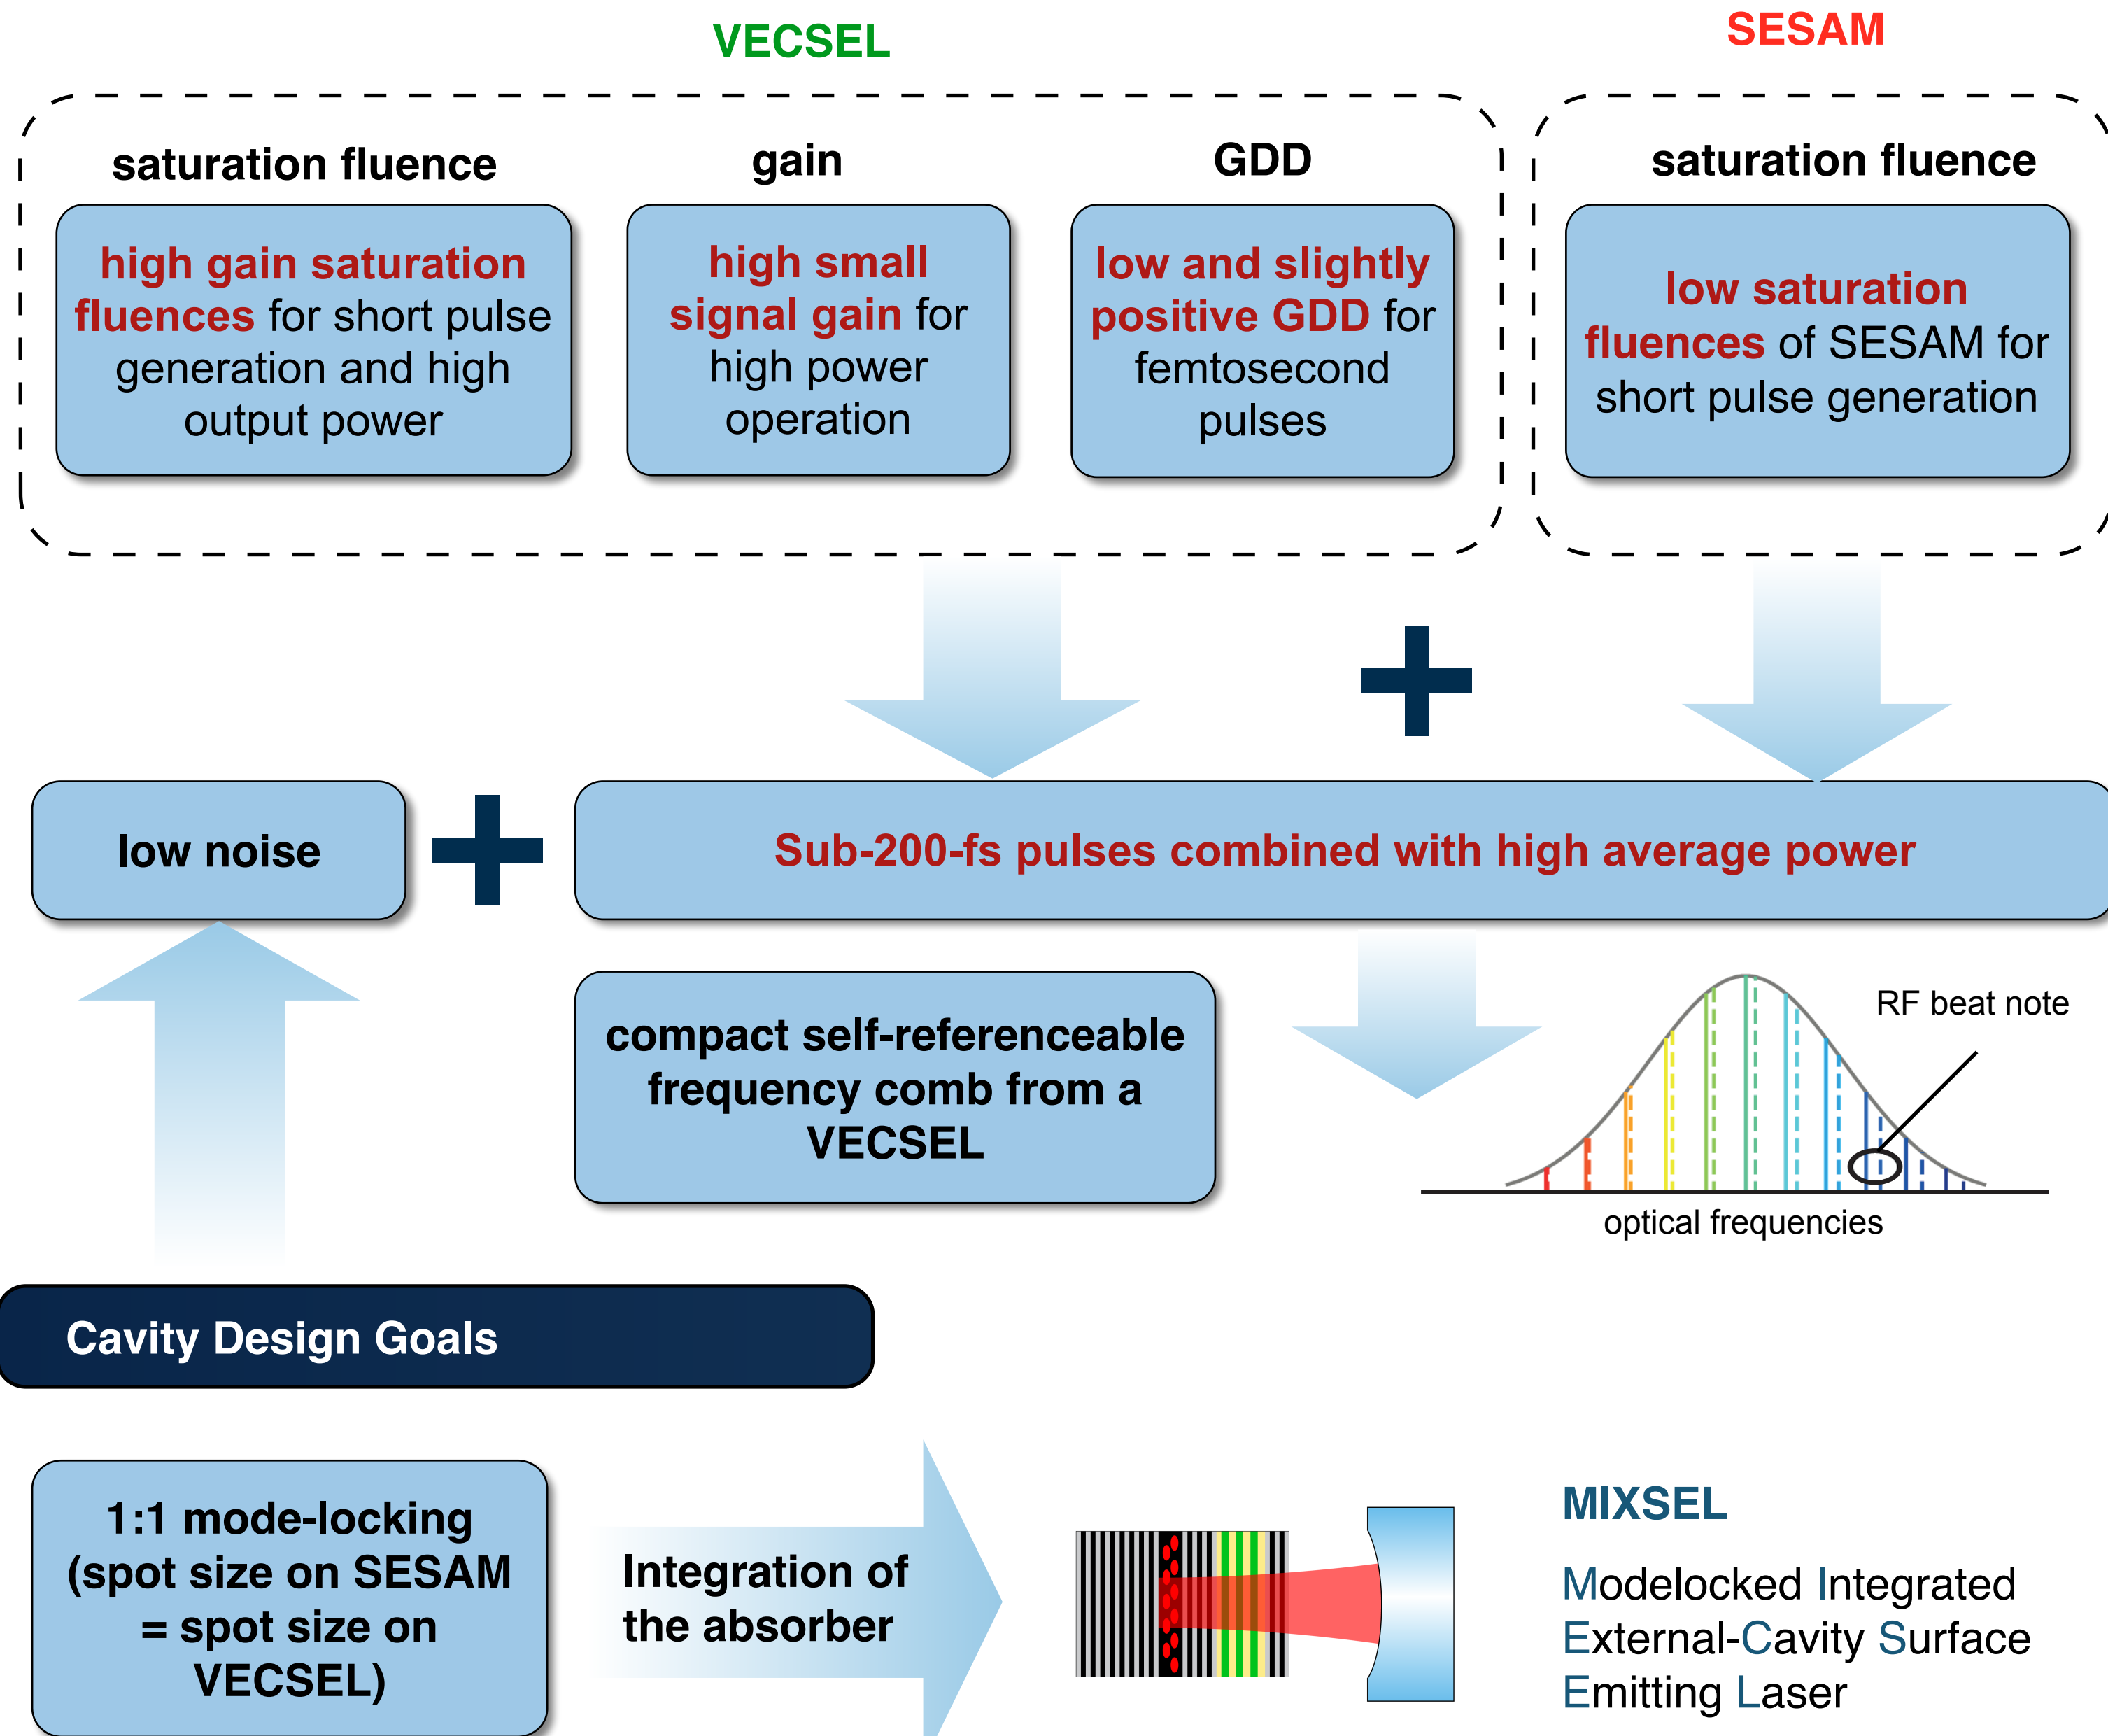 VECSEL
SESAM
saturation fluence
gain
GDD
saturation fluence
high gain saturation
fluences for short pulse
generation and high
output power
high small
signal gain for
high power
operation
low and slightly
positive GDD for
femtosecond
pulses
low saturation
fluences of SESAM for
short pulse generation
low noise
Sub-200-fs pulses combined with high average power
compact self-referenceable
frequency comb from a
VECSEL
RF beat note
optical frequencies
Cavity Design Goals
1:1 mode-locking
(spot size on SESAM
= spot size on
VECSEL)
Integration of
the absorber
MIXSEL
Modelocked Integrated
External-Cavity Surface
Emitting Laser